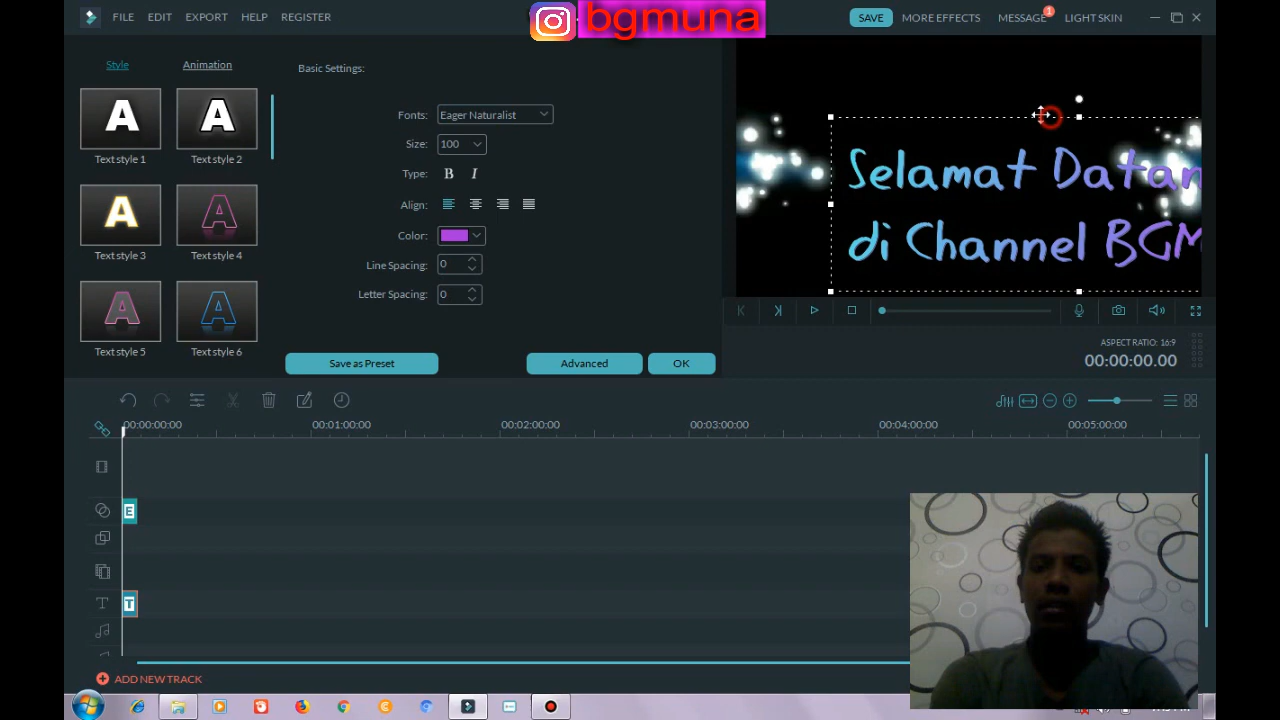 FILE EDIT EXPORT HELP REGISTER
bgmuna
SAVE MORE EFFECTS MESSAGE 1 LIGHT SKIN
Style Animation
A A
Text style 1 Text style 2
A A
Text style 3 Text style 4
A A
Text style 5 Text style 6
Basic Settings:
Fonts: Eager Naturalist
Size: 100
Type: B I
Align:
Color:
Line Spacing: 0
Letter Spacing: 0
Save as Preset Advanced OK
Selamat Datan
di Channel BGM
ASPECT RATIO: 16:9
00:00:00.00
00:00:00:00 00:01:00:00 00:02:00:00 00:03:00:00 00:04:00:00 00:05:00:00
E
T
T
ADD NEW TRACK